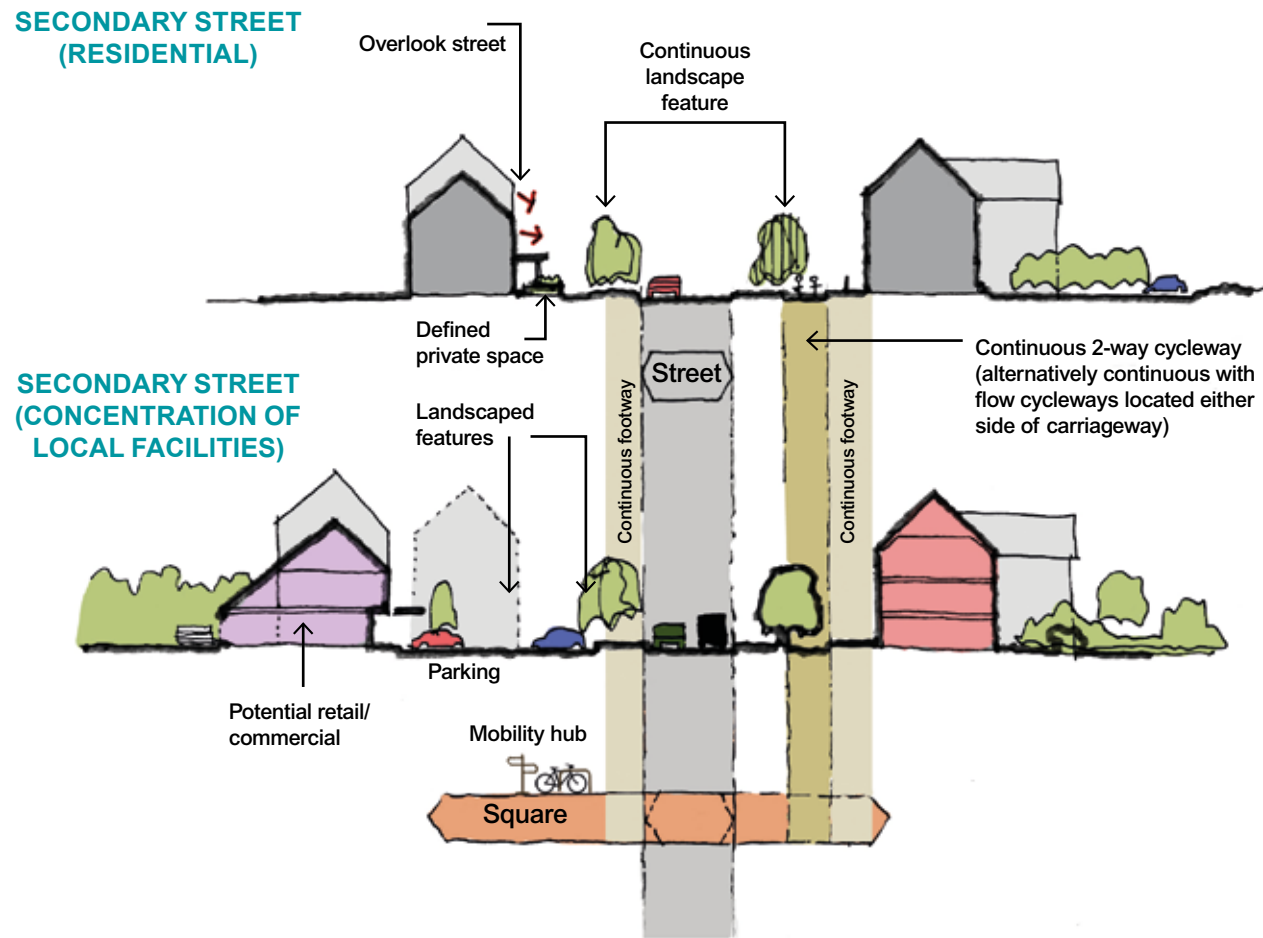 SECONDARY STREET
(RESIDENTIAL)
Overlook street
Continuous
landscape
feature
Defined
private space
Street
Continuous 2-way cycleway
(alternatively continuous with
flow cycleways located either
side of carriageway)
SECONDARY STREET
(CONCENTRATION OF
LOCAL FACILITIES)
Landscaped
features
Continuous footway
Continuous footway
Parking
Potential retail/
commercial
Mobility hub
Square